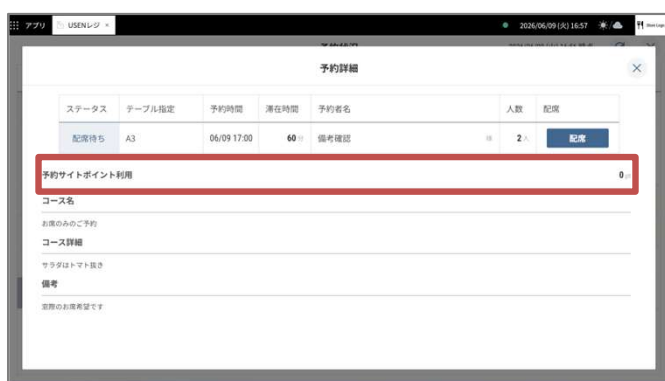 アプリ USENレジ × 2026/06/09 (火) 16:57
予約詳細 ×
ステータス テーブル指定 予約時間 滞在時間 予約者名 人数 配席
配席待ち A3 06/09 17:00 60分 備考確認 様 2人 配席
予約サイトポイント利用 0
コース名
お席のみのご予約
コース詳細
サラダはトマト抜き
備考
窓際のお席希望です